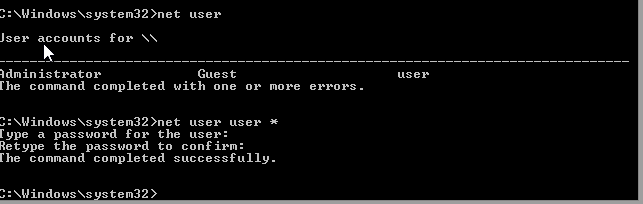 C:\Windows\system32>net user
User accounts for \\
-------------------------------------------------------------------------------
Administrator Guest user
The command completed with one or more errors.
C:\Windows\system32>net user user *
Type a password for the user:
Retype the password to confirm:
The command completed successfully.
C:\Windows\system32>